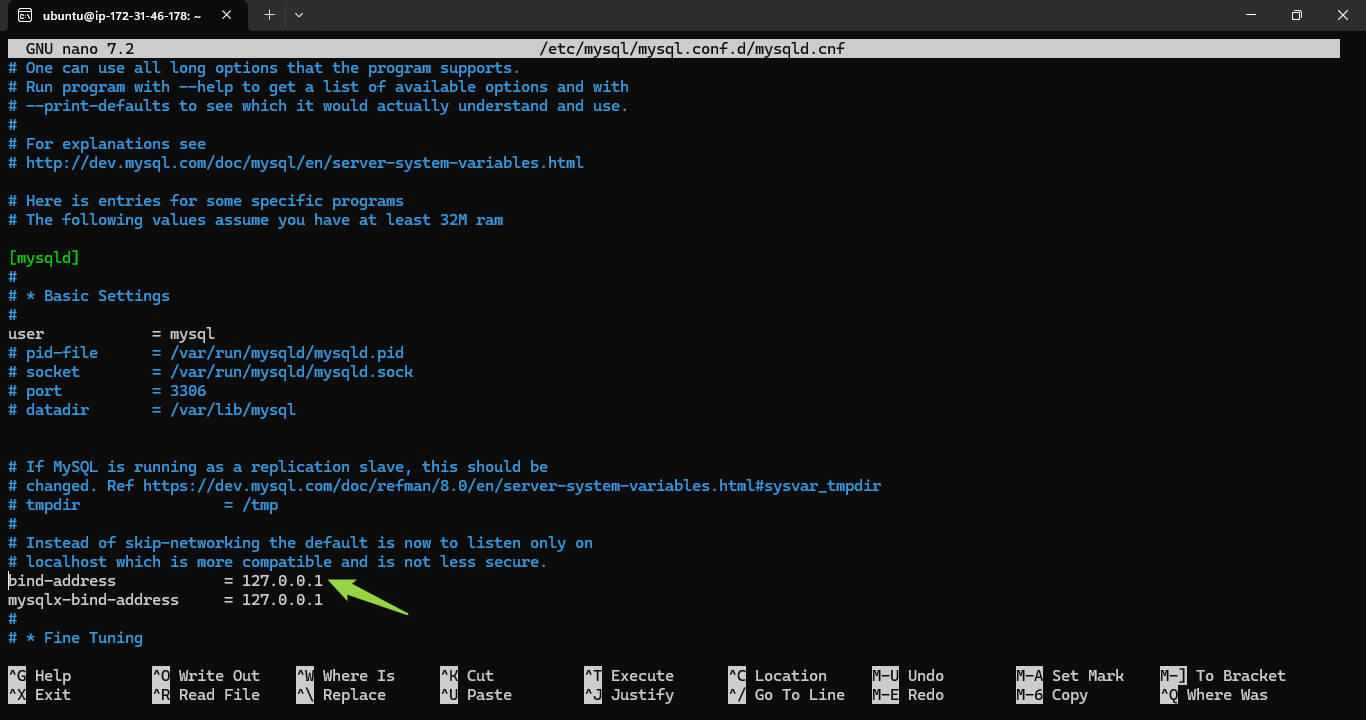 ubuntu@ip-172-31-46-178: ~
GNU nano 7.2 /etc/mysql/mysql.conf.d/mysqld.cnf
# One can use all long options that the program supports.
# Run program with --help to get a list of available options and with
# --print-defaults to see which it would actually understand and use.
#
# For explanations see
# http://dev.mysql.com/doc/mysql/en/server-system-variables.html
# Here is entries for some specific programs
# The following values assume you have at least 32M ram
[mysqld]
#
# * Basic Settings
#
user = mysql
# pid-file = /var/run/mysqld/mysqld.pid
# socket = /var/run/mysqld/mysqld.sock
# port = 3306
# datadir = /var/lib/mysql
# If MySQL is running as a replication slave, this should be
# changed. Ref https://dev.mysql.com/doc/refman/8.0/en/server-system-variables.html#sysvar_tmpdir
# tmpdir = /tmp
#
# Instead of skip-networking the default is now to listen only on
# localhost which is more compatible and is not less secure.
bind-address = 127.0.0.1
mysqlx-bind-address = 127.0.0.1
#
# * Fine Tuning
^G Help ^O Write Out ^W Where Is ^K Cut ^T Execute ^C Location M-U Undo M-A Set Mark M-] To Bracket
^X Exit ^R Read File ^\ Replace ^U Paste ^J Justify ^/ Go To Line M-E Redo M-6 Copy ^Q Where Was